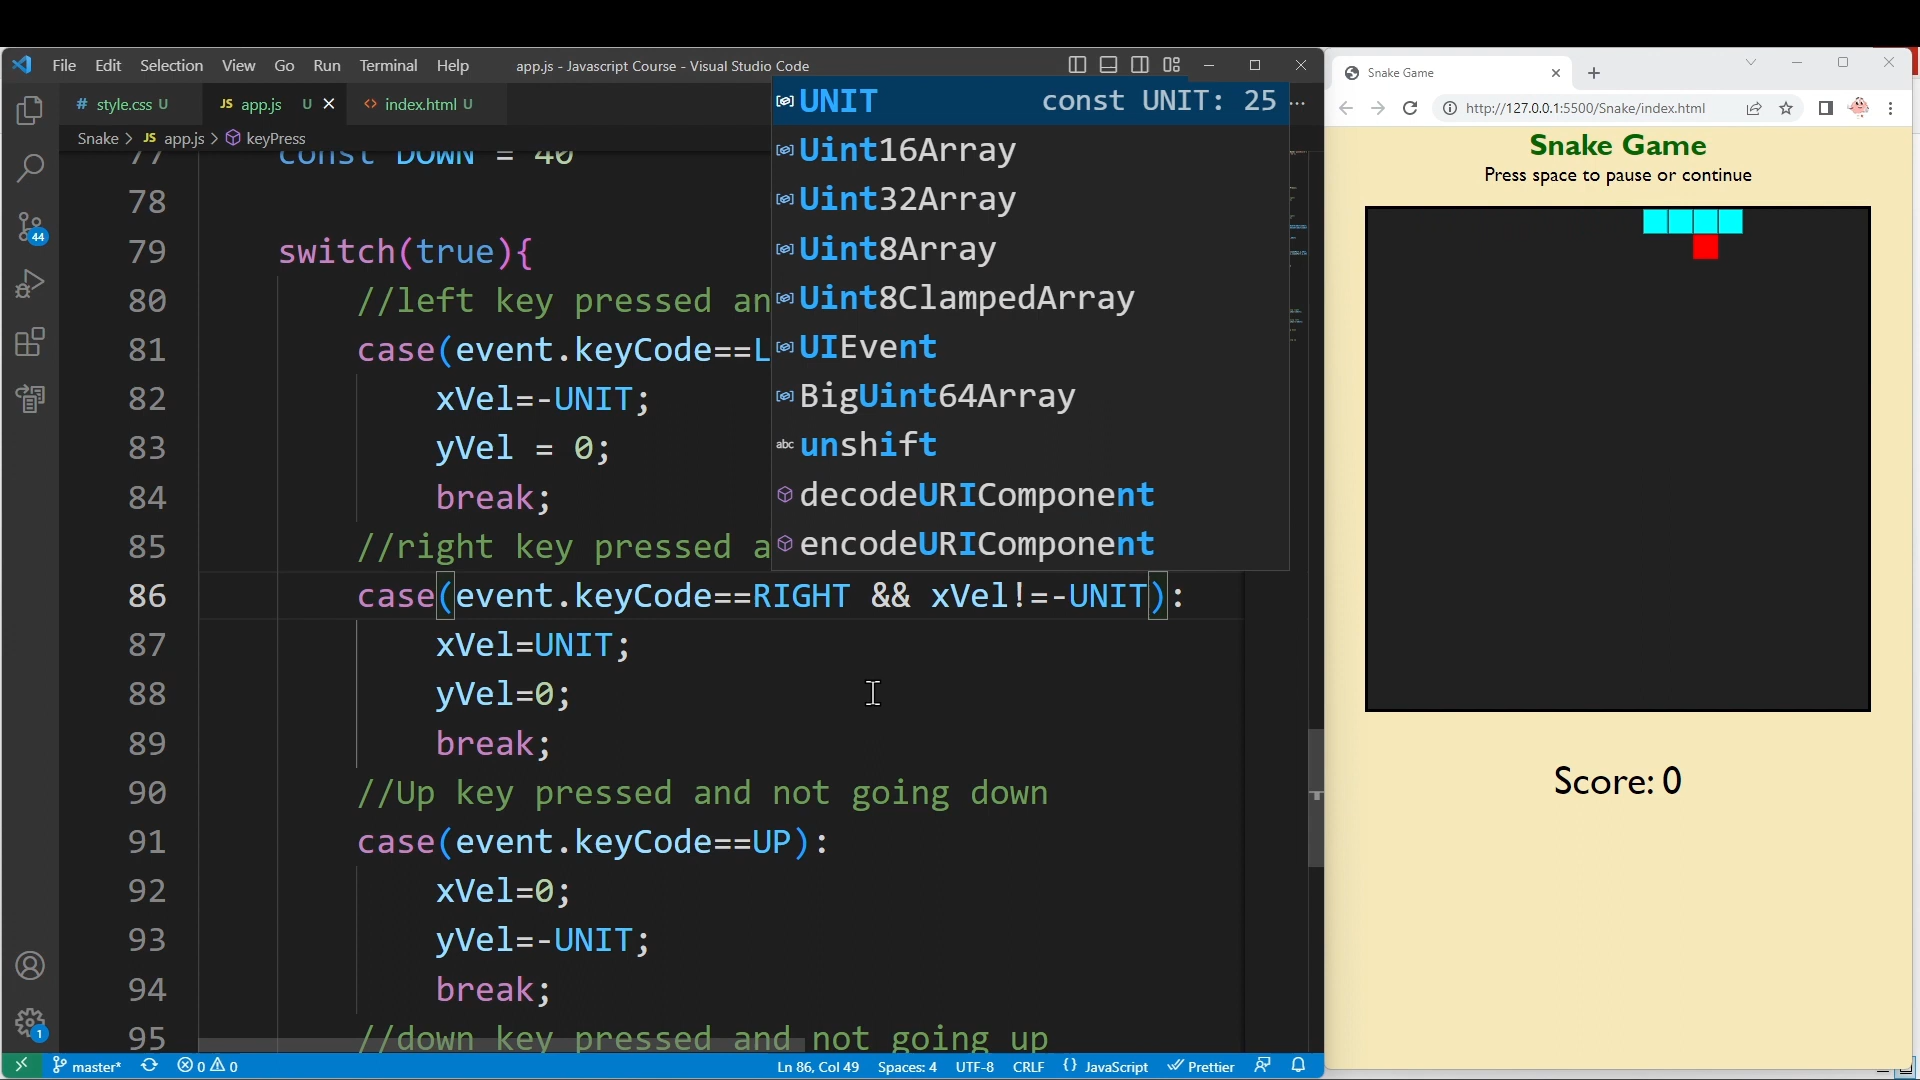 File Edit Selection View Go Run Terminal Help
app.js - Javascript Course - Visual Studio Code
# style.css U
JS app.js U
<> index.html U
Snake > JS app.js > keyPress
77 const DOWN = 40
78
79 switch(true){
80 //left key pressed an
81 case(event.keyCode==L
82 xVel=-UNIT;
83 yVel = 0;
84 break;
85 //right key pressed a
86 case(event.keyCode==RIGHT && xVel!=-UNIT):
87 xVel=UNIT;
88 yVel=0;
89 break;
90 //Up key pressed and not going down
91 case(event.keyCode==UP):
92 xVel=0;
93 yVel=-UNIT;
94 break;
95 //down key pressed and not going up
UNIT const UNIT: 25
Uint16Array
Uint32Array
Uint8Array
Uint8ClampedArray
UIEvent
BigUint64Array
abc unshift
decodeURIComponent
encodeURIComponent
44
1
master* 0 0 Ln 86, Col 49 Spaces: 4 UTF-8 CRLF {} JavaScript Prettier
Snake Game
http://127.0.0.1:5500/Snake/index.html
Snake Game
Press space to pause or continue
Score: 0